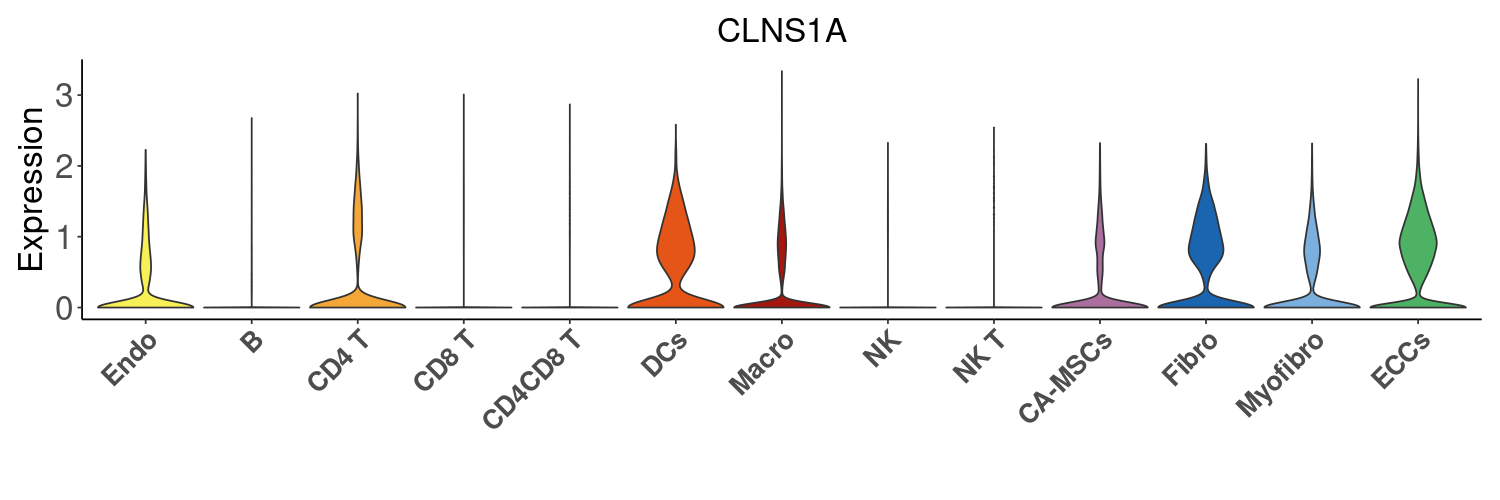 CLNS1A
Expression
3
2
1
0
Endo
B
CD4 T
CD8 T
CD4CD8 T
DCs
Macro
NK
NK T
CA-MSCs
Fibro
Myofibro
ECCs